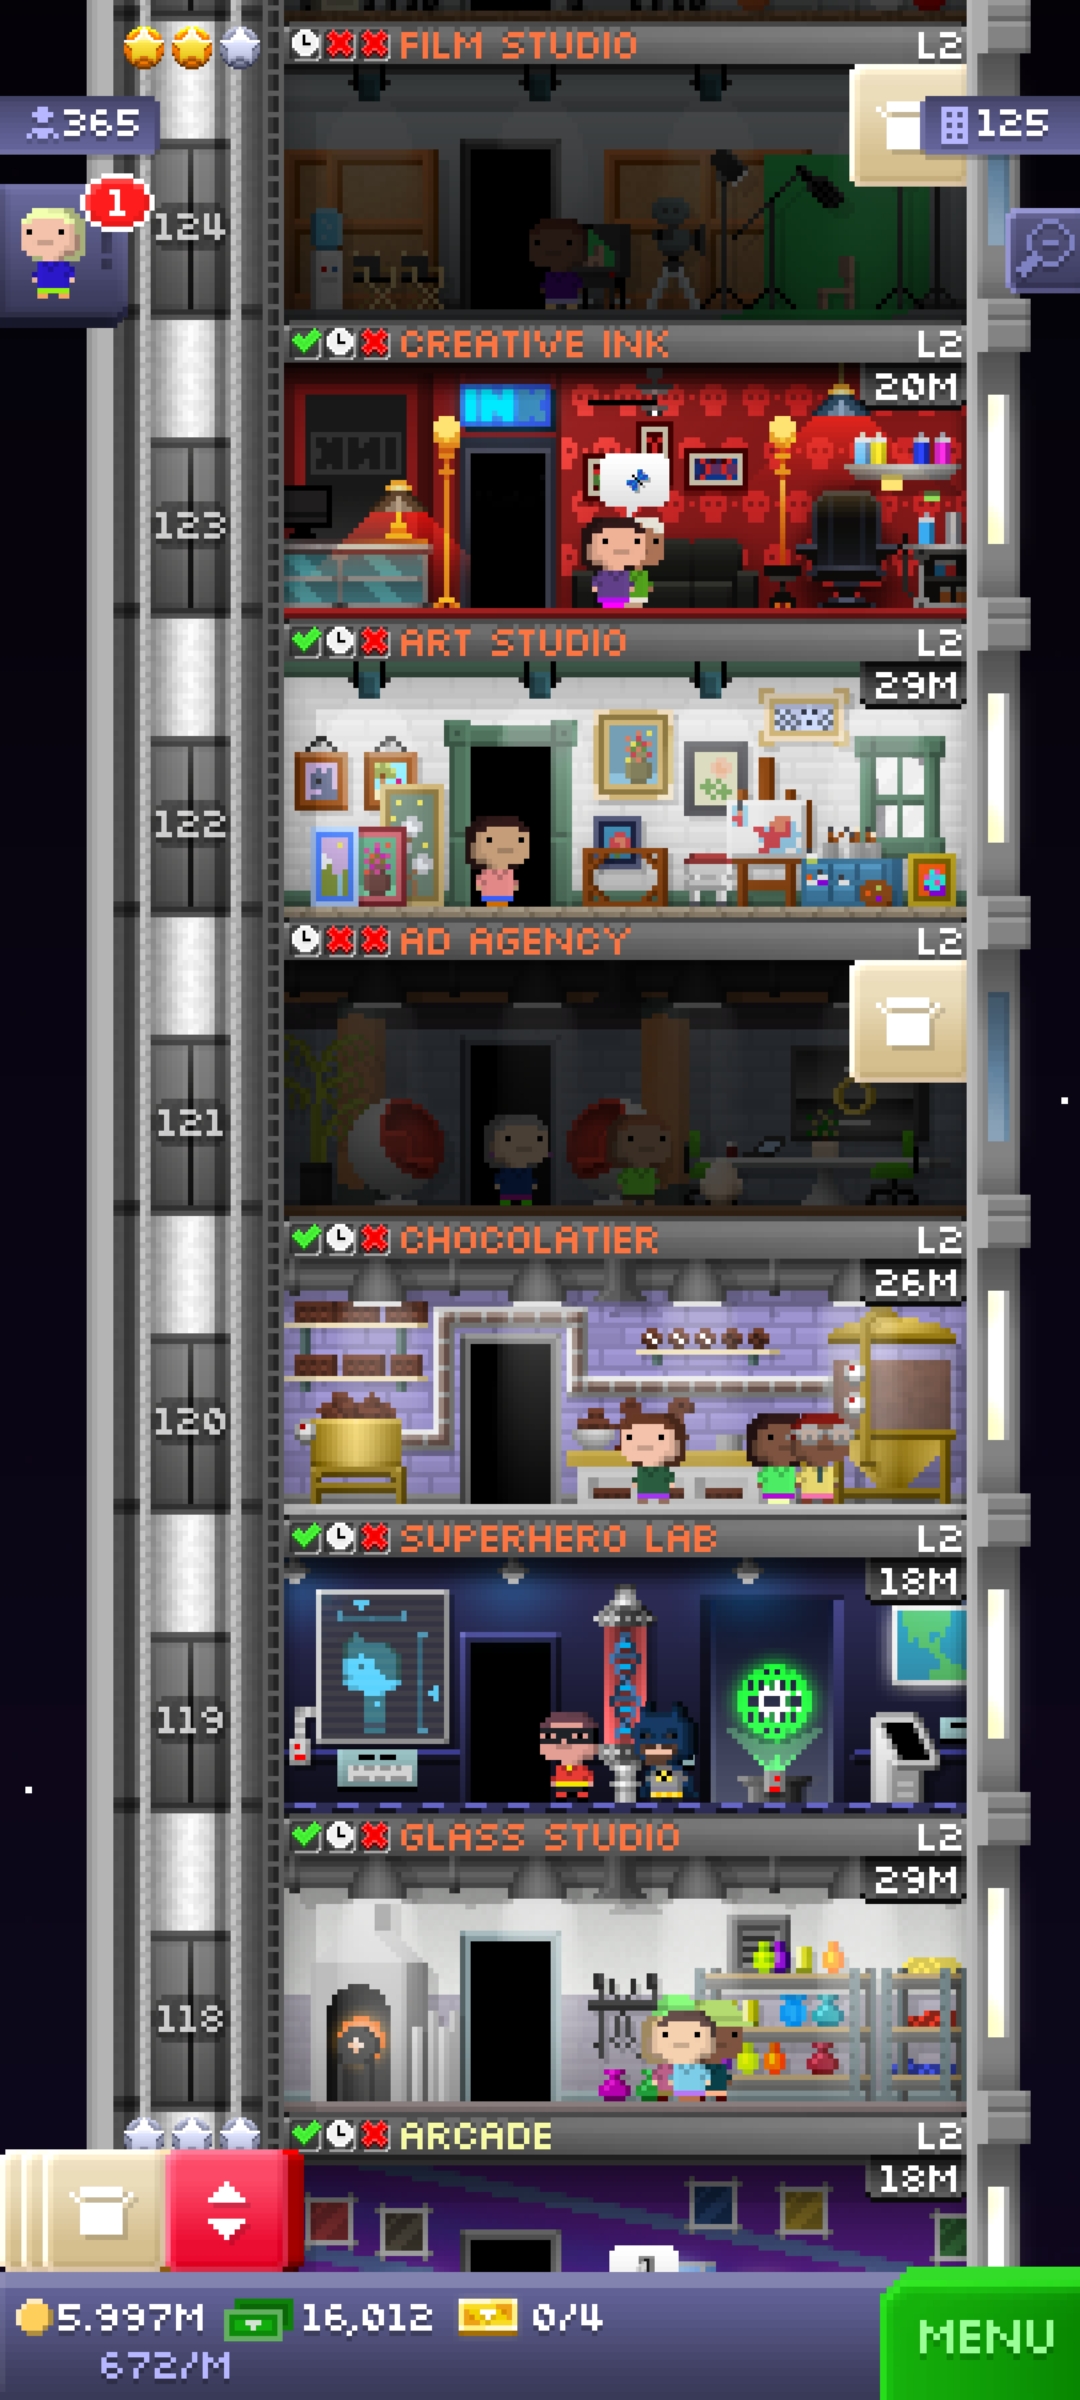 FILM STUDIO L2
365
125
1
124
CREATIVE INK L2
20M
INK
INK
123
ART STUDIO L2
29M
122
AD AGENCY L2
121
CHOCOLATIER L2
26M
120
SUPERHERO LAB L2
18M
119
GLASS STUDIO L2
29M
118
ARCADE L2
18M
5.997M 16,012 0/4
672/M
MENU